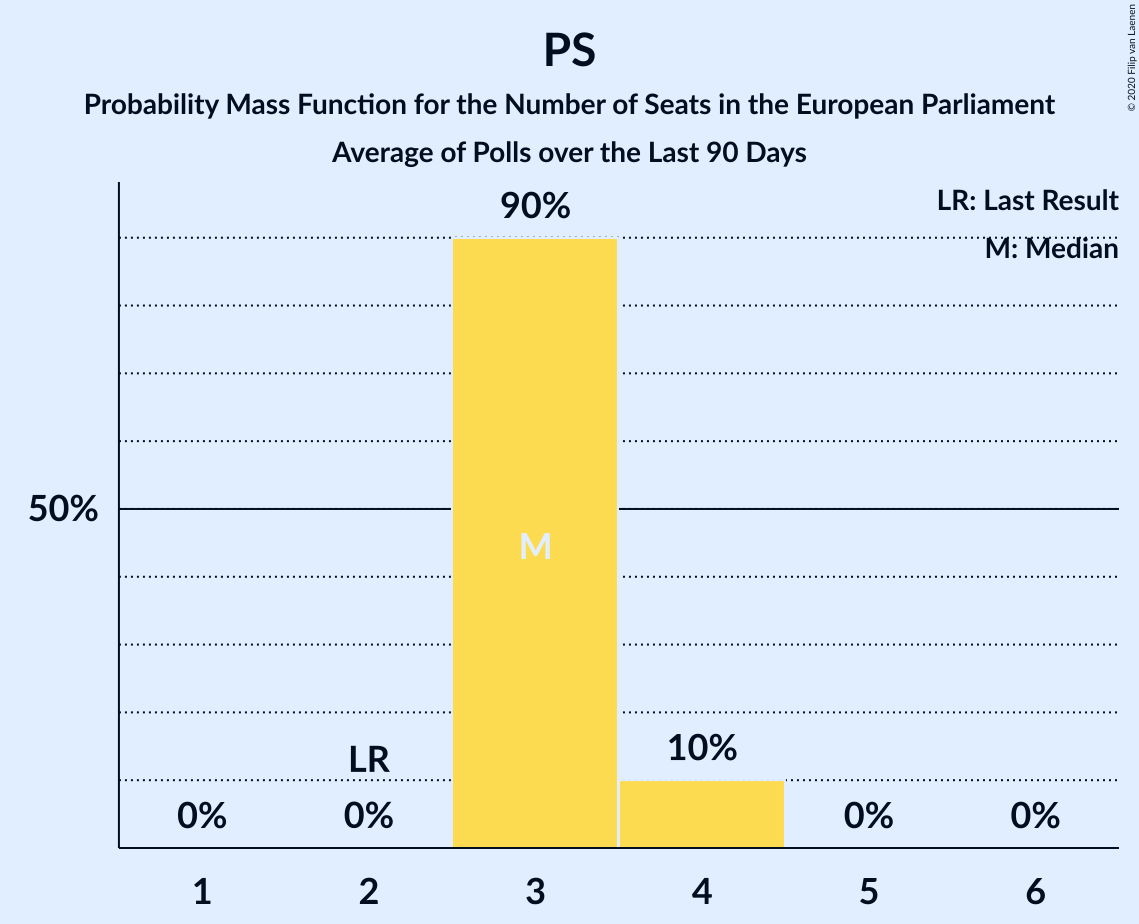 PS
Probability Mass Function for the Number of Seats in the European Parliament
Average of Polls over the Last 90 Days
© 2020 Filip van Laenen
LR: Last Result
M: Median
90%
50%
M
10%
LR
0%
0%
0%
0%
1
2
3
4
5
6